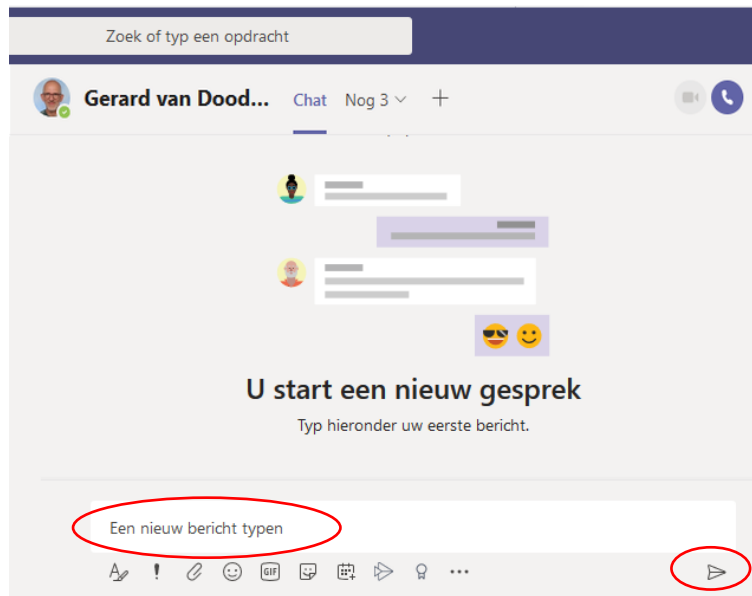 Zoek of typ een opdracht
Gerard van Dood... Chat Nog 3
U start een nieuw gesprek
Typ hieronder uw eerste bericht.
Een nieuw bericht typen
GIF